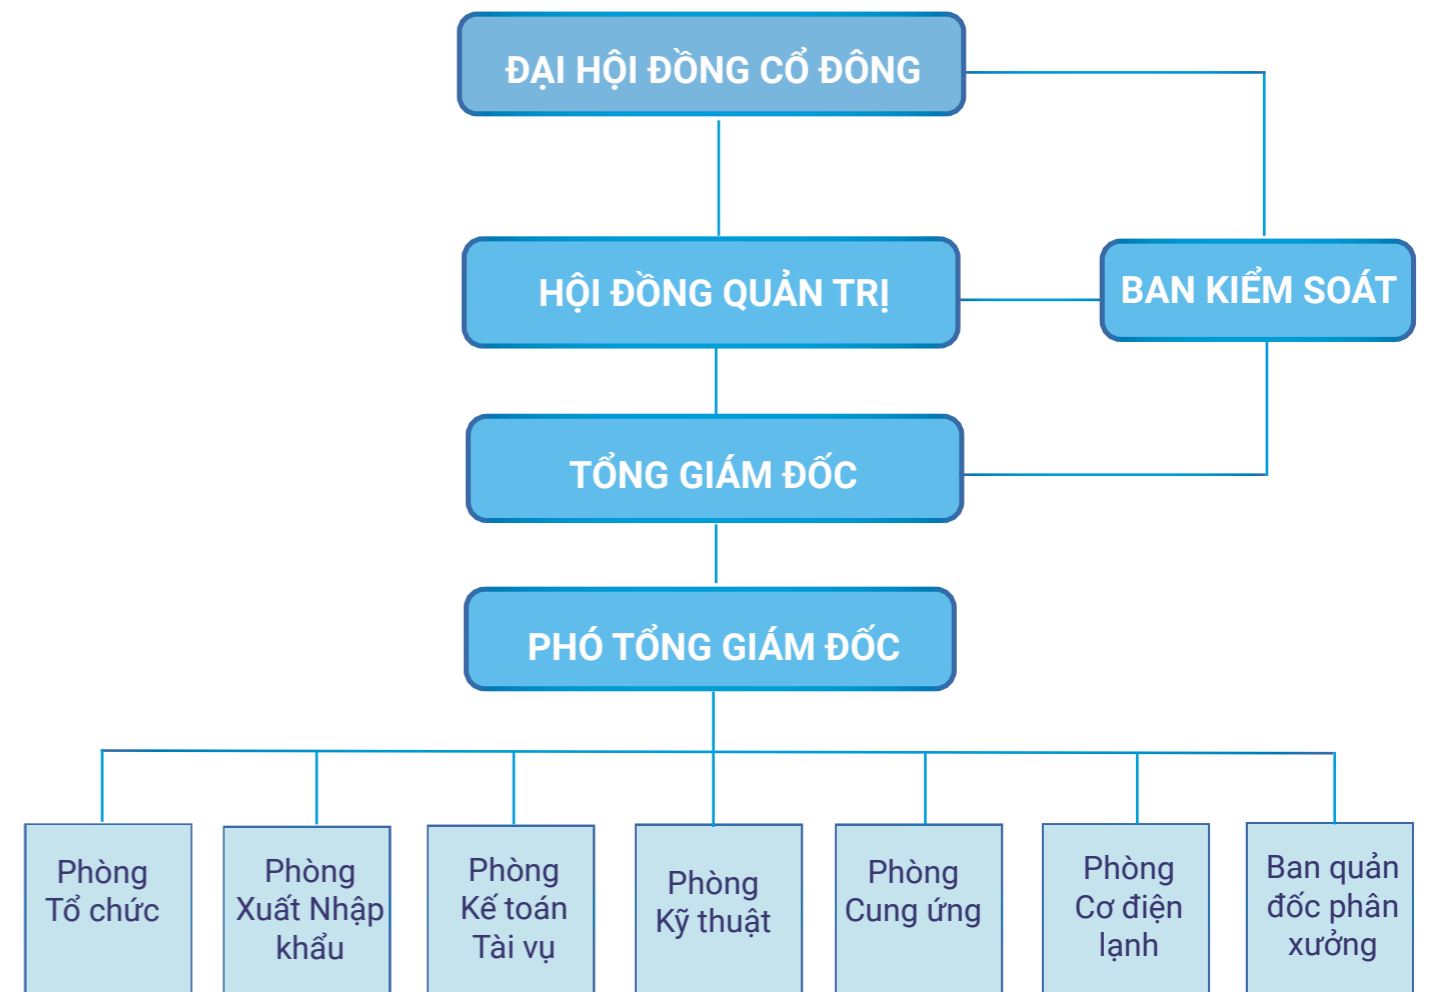 ĐẠI HỘI ĐỒNG CỔ ĐÔNG
HỘI ĐỒNG QUẢN TRỊ
BAN KIỂM SOÁT
TỔNG GIÁM ĐỐC
PHÓ TỔNG GIÁM ĐỐC
Phòng
Tổ chức
Phòng
Xuất Nhập
khẩu
Phòng
Kế toán
Tài vụ
Phòng
Kỹ thuật
Phòng
Cung ứng
Phòng
Cơ điện
lạnh
Ban quản
đốc phân
xưởng